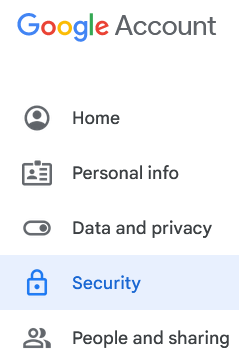 Google Account
Home
Personal info
Data and privacy
Security
People and sharing